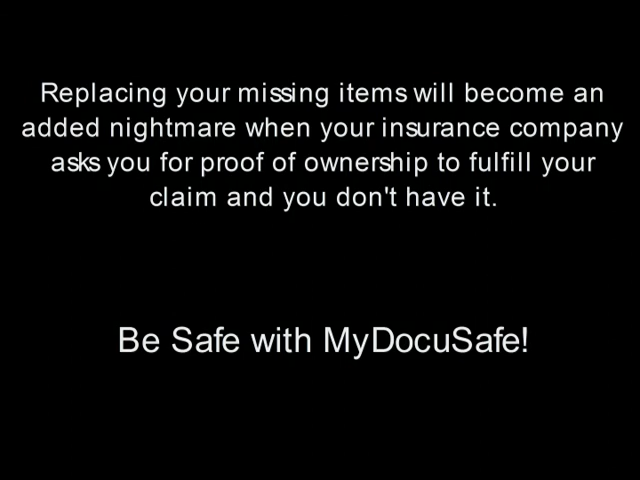 Replacing your missing items will become an
added nightmare when your insurance company
asks you for proof of ownership to fulfill your
claim and you don't have it.
Be Safe with MyDocuSafe!